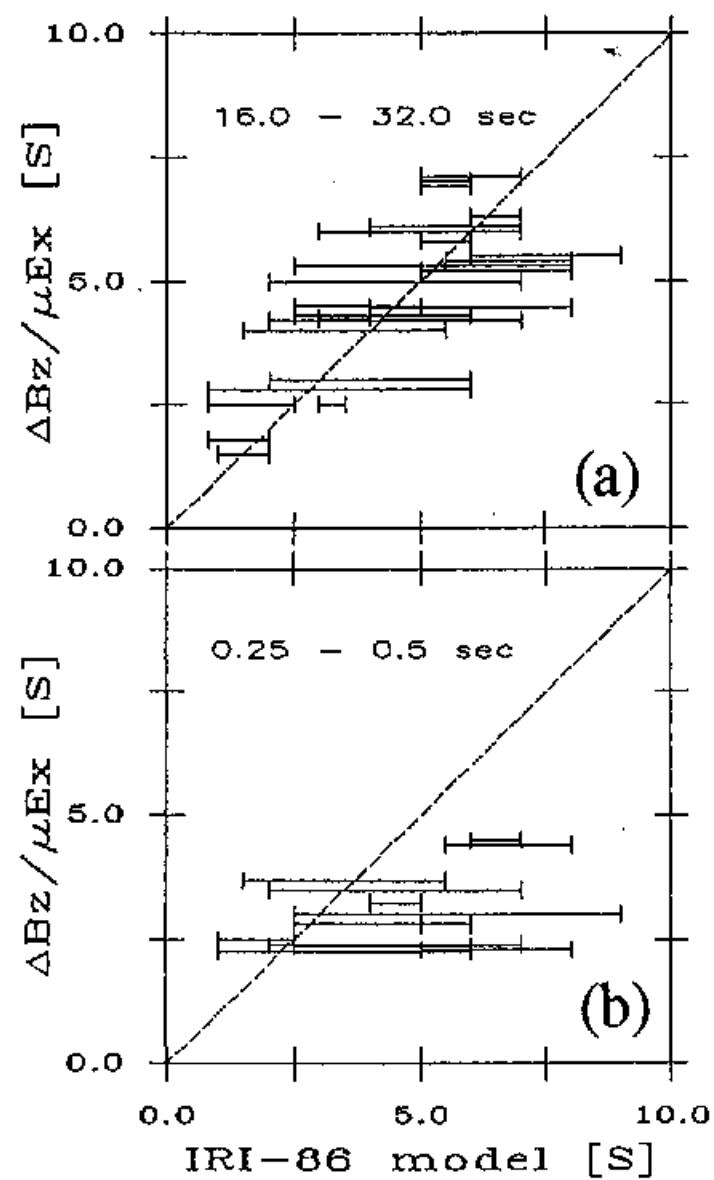 10.0
16.0 – 32.0 sec
ΔBz/μEx [S]
5.0
(a)
0.0
10.0
0.25 – 0.5 sec
ΔBz/μEx [S]
5.0
(b)
0.0
0.0 5.0 10.0
IRI–86 model [S]